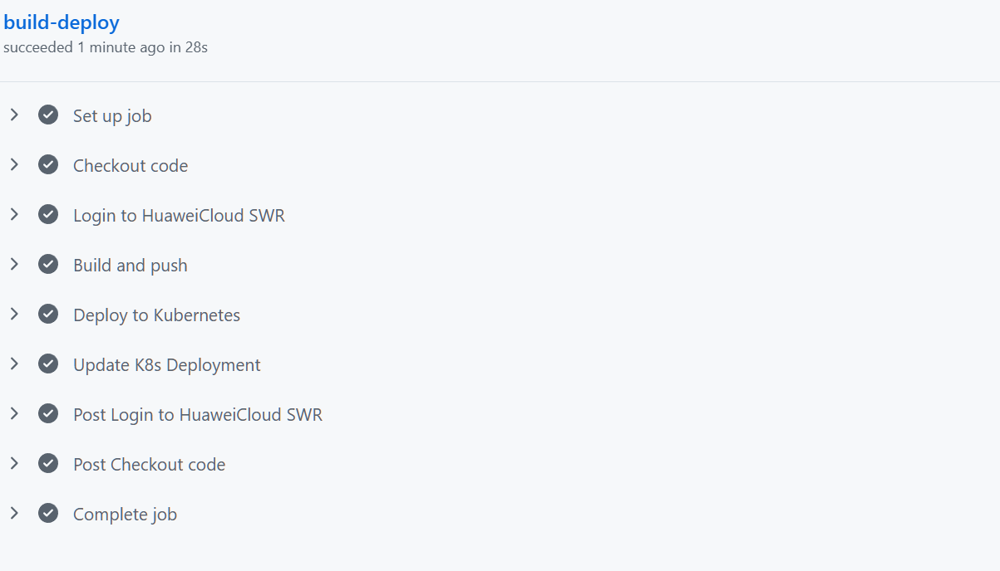 build-deploy
succeeded 1 minute ago in 28s
Set up job
Checkout code
Login to HuaweiCloud SWR
Build and push
Deploy to Kubernetes
Update K8s Deployment
Post Login to HuaweiCloud SWR
Post Checkout code
Complete job